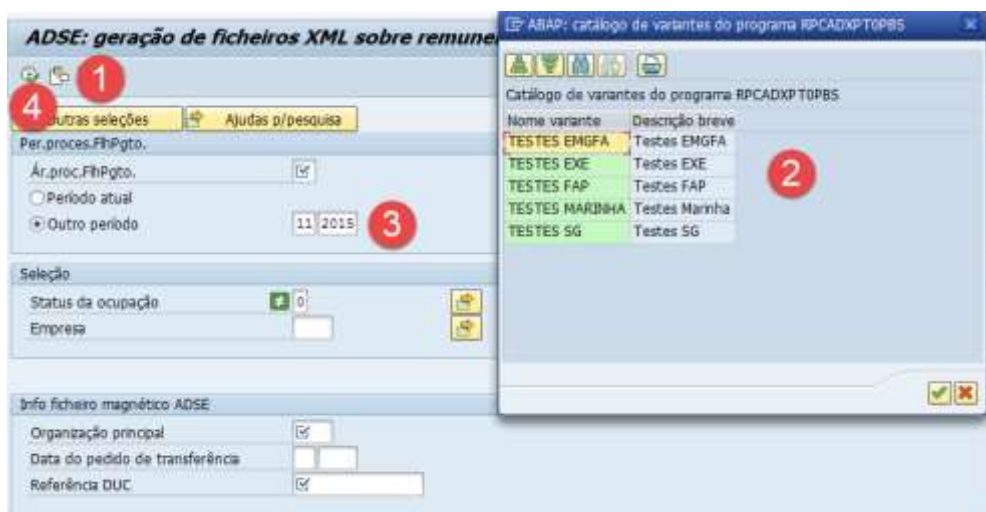 ADSE: geração de ficheiros XML sobre remune
1
4
Outras seleções
Ajudas p/pesquisa
Per.proces.FlhPgto.
Ár.proc.FlhPgto.
Período atual
Outro período
11 2015
3
Seleção
Status da ocupação
0
Empresa
Info ficheiro magnético ADSE
Organização principal
Data do pedido de transferência
Referência DUC
ABAP: catálogo de variantes do programa RPCADXPT0PBS
Catálogo de variantes do programa RPCADXPT0PBS
Nome variante Descrição breve
TESTES EMGFA Testes EMGFA
TESTES EXE Testes EXE
TESTES FAP Testes FAP
TESTES MARINHA Testes Marinha
TESTES SG Testes SG
2